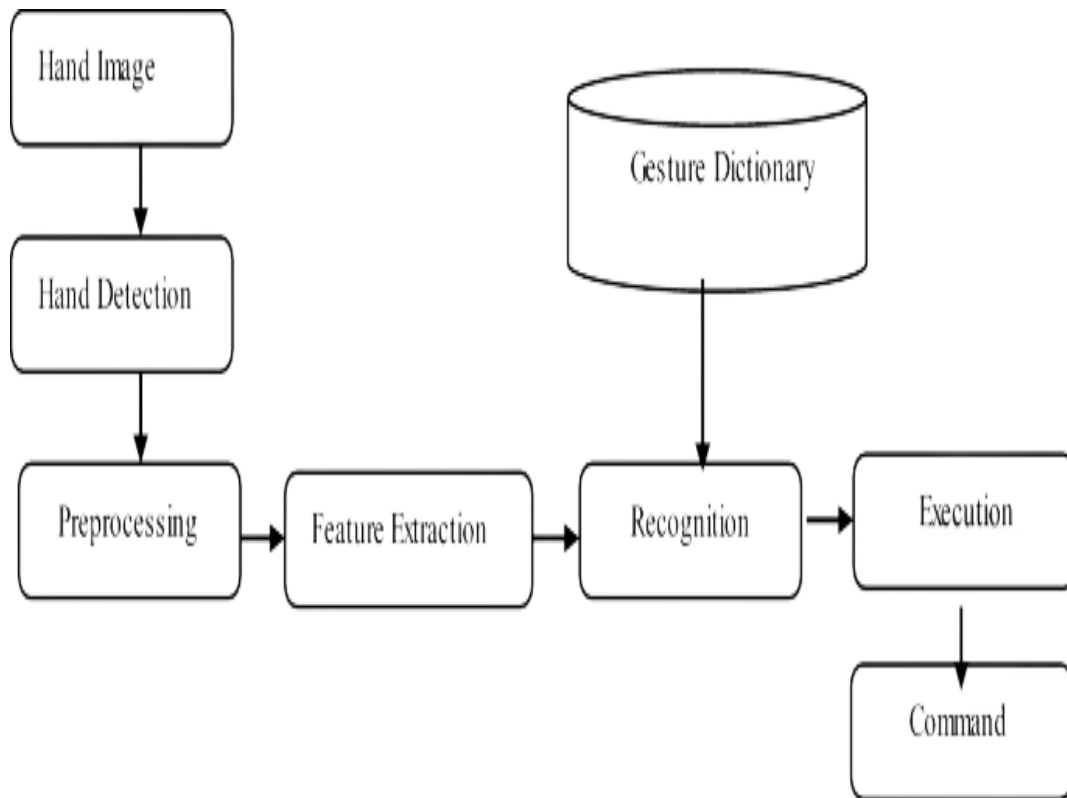 Hand Image
Gesture Dictionary
Hand Detection
Preprocessing
Feature Extraction
Recognition
Execution
Command